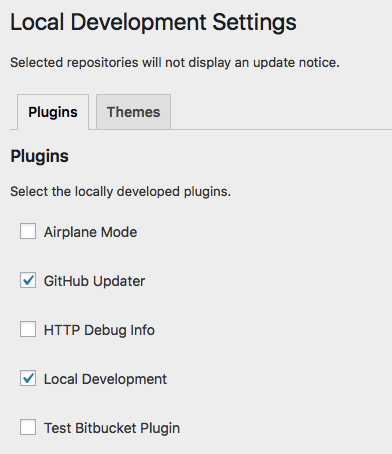 Local Development Settings
Selected repositories will not display an update notice.
Plugins Themes
Plugins
Select the locally developed plugins.
Airplane Mode
GitHub Updater
HTTP Debug Info
Local Development
Test Bitbucket Plugin